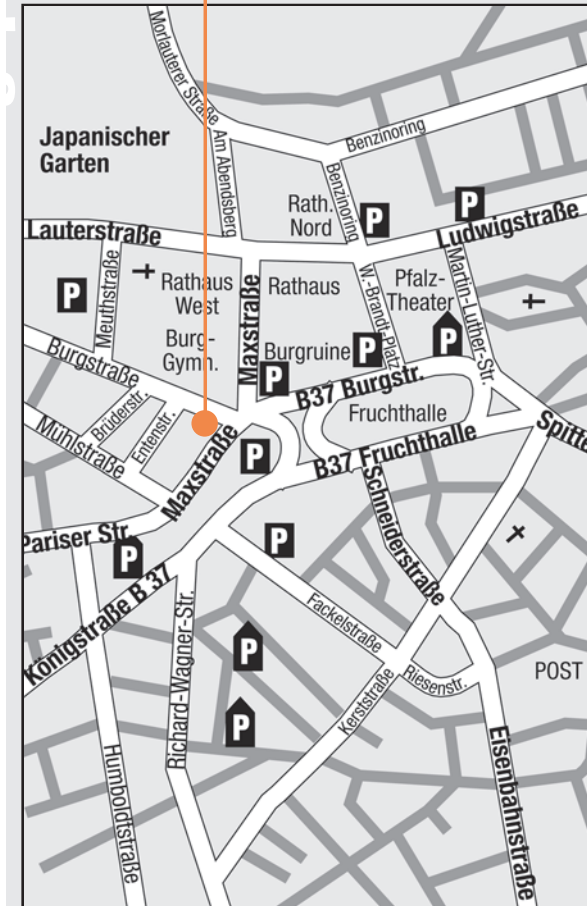 Morlauterer Straße
Japanischer
Garten
Am Abendsberg
Benzinoring
Benzinoring
Rath.
Nord
P
P
Lauterstraße
Ludwigstraße
P
Meuthstraße
Rathaus
West
Maxstraße
Rathaus
W.-Brandt-Platz
Pfalz-
Theater
Martin-Luther-Str.
P
Burgstraße
Burg-
Gymn.
Burgruine
P
P
B37 Burgstr.
Fruchthalle
Brüderstr.
Entenstr.
Mühlstraße
Maxstraße
P
B37 Fruchthalle
Spitte
Pariser Str.
P
P
Schneiderstraße
Königstraße B 37
Richard-Wagner-Str.
Fackelstraße
P
Kerststraße
Riesenstr.
POST
P
Humboldtstraße
Eisenbahnstraße